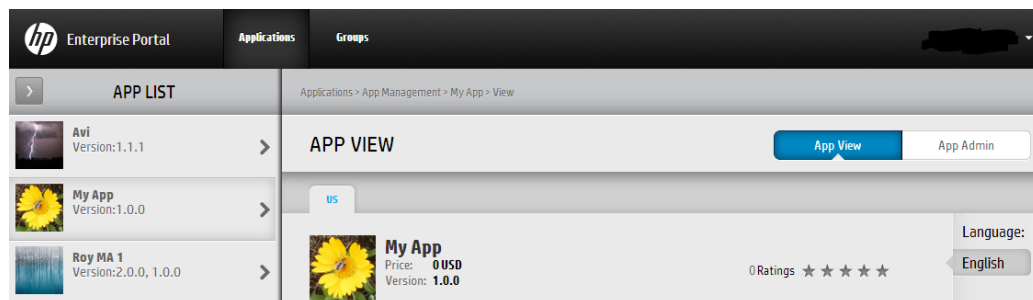 hp Enterprise Portal
Applications
Groups
APP LIST
Applications > App Management > My App > View
Avi
Version:1.1.1
My App
Version:1.0.0
Roy MA 1
Version:2.0.0, 1.0.0
APP VIEW
App View
App Admin
US
My App
Price: 0 USD
Version: 1.0.0
0 Ratings
Language:
English